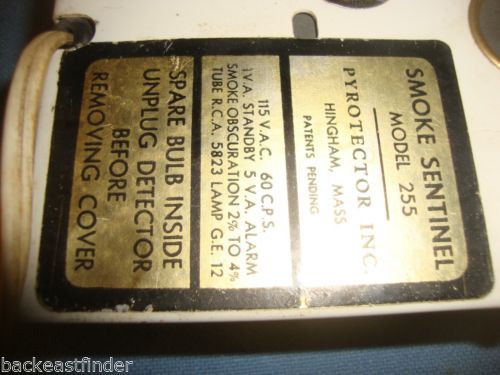 SMOKE SENTINEL
MODEL 255
PYROTECTOR INC.
HINGHAM, MASS
PATENTS PENDING
115 V.A.C. 60 C.P.S.
1V.A. STANDBY 5 V.A. ALARM
SMOKE OBSCURATION 2% TO 4%
TUBE R.C.A. 5823 LAMP G.E. 12
SPARE BULB INSIDE
UNPLUG DETECTOR
BEFORE
REMOVING COVER
backeastfinder